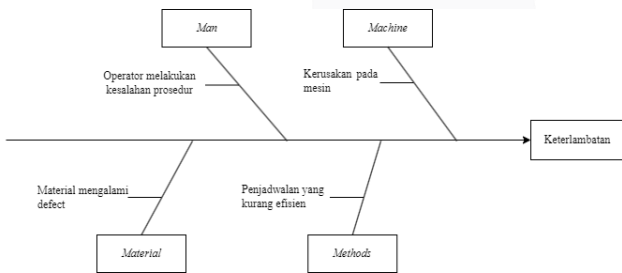 Man
Machine
Operator melakukan
kesalahan prosedur
Kerusakan pada
mesin
Keterlambatan
Material mengalami
defect
Penjadwalan yang
kurang efisien
Material
Methods